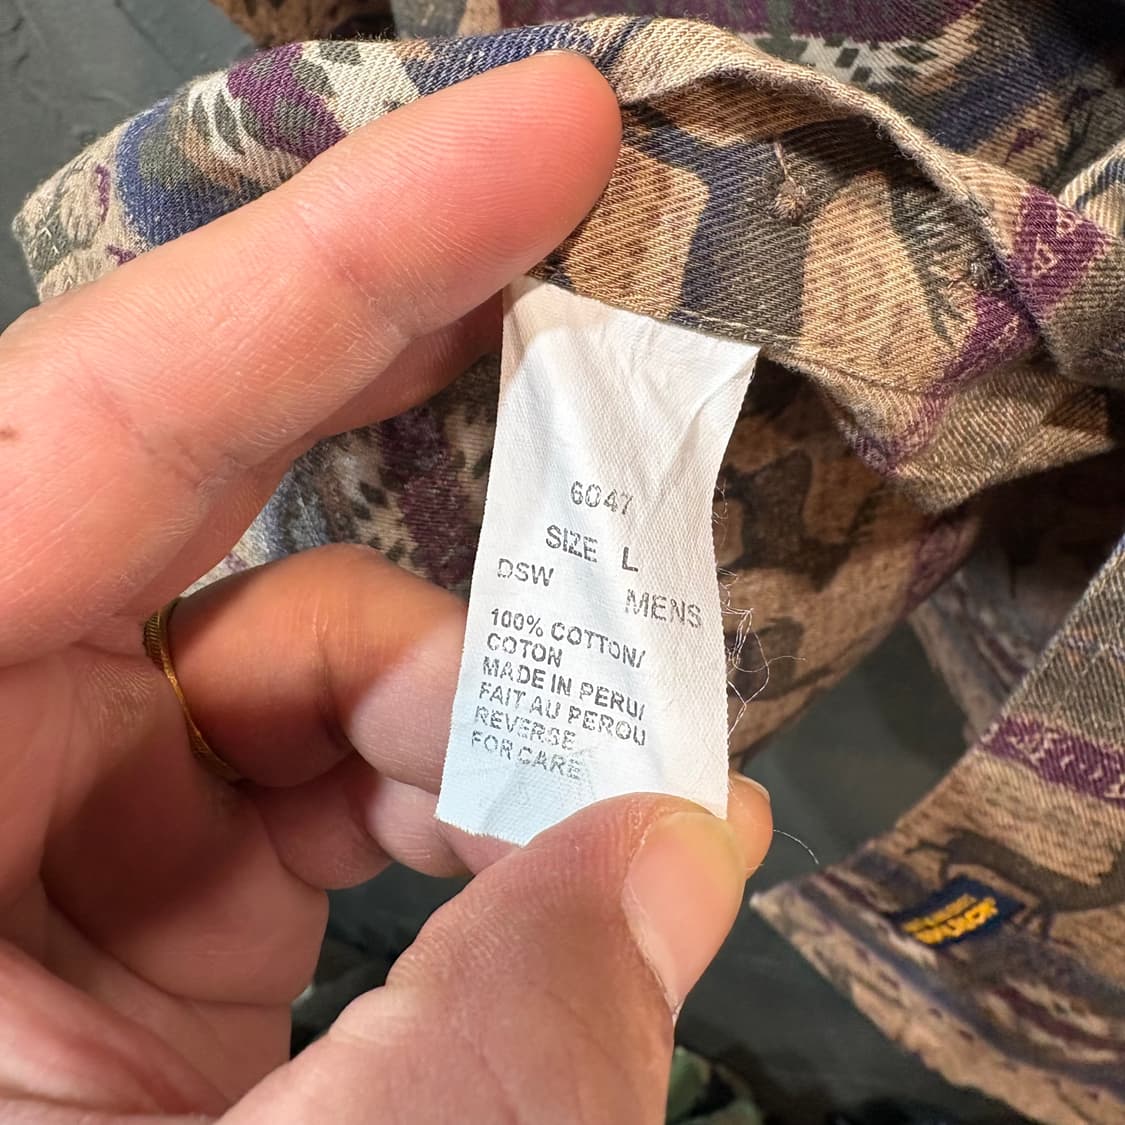 6047
SIZE L
DSW
MENS
100% COTTON/
COTON
MADE IN PERU/
FAIT AU PEROU
REVERSE
FOR CARE